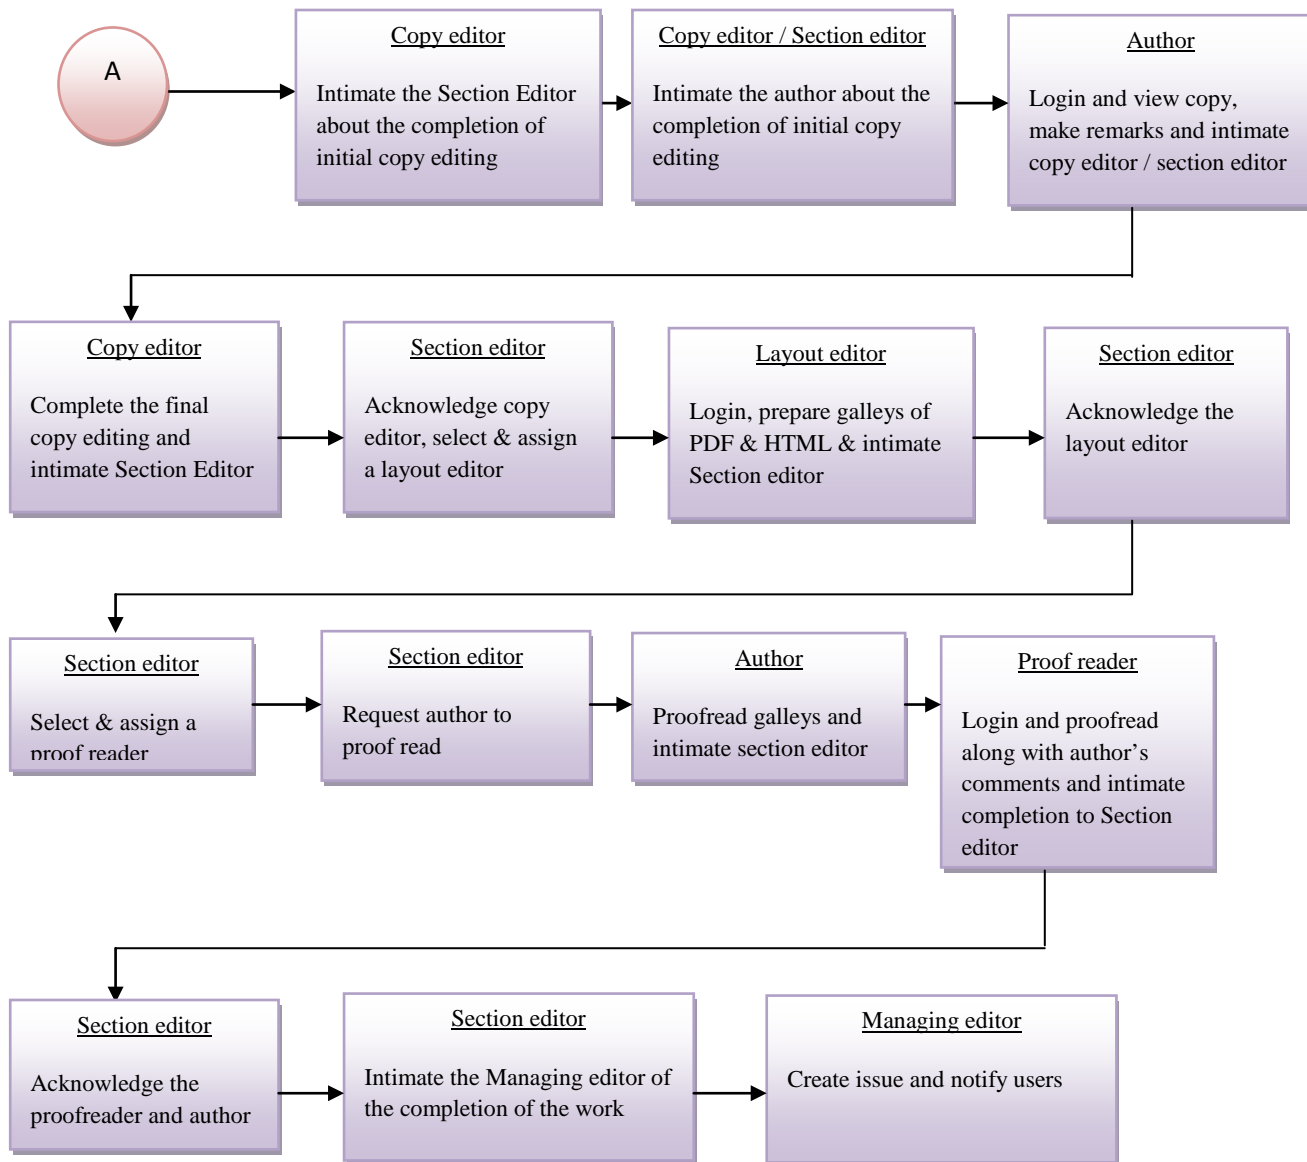 A
Copy editor
Intimate the Section Editor
about the completion of
initial copy editing
Copy editor / Section editor
Intimate the author about the
completion of initial copy
editing
Author
Login and view copy,
make remarks and intimate
copy editor / section editor
Copy editor
Complete the final
copy editing and
intimate Section Editor
Section editor
Acknowledge copy
editor, select & assign
a layout editor
Layout editor
Login, prepare galleys of
PDF & HTML & intimate
Section editor
Section editor
Acknowledge the
layout editor
Section editor
Select & assign a
proof reader
Section editor
Request author to
proof read
Author
Proofread galleys and
intimate section editor
Proof reader
Login and proofread
along with author’s
comments and intimate
completion to Section
editor
Section editor
Acknowledge the
proofreader and author
Section editor
Intimate the Managing editor of
the completion of the work
Managing editor
Create issue and notify users